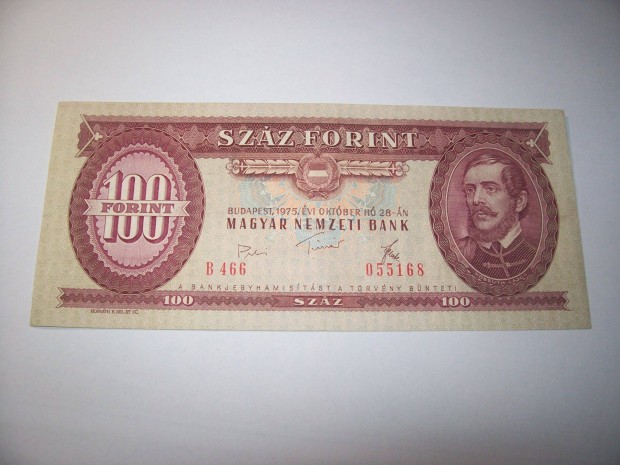 SZÁZ FORINT
100
FORINT
BUDAPEST, 1975. ÉVI OKTÓBER HÓ 28-ÁN
MAGYAR NEMZETI BANK
B 466 055168
A BANKJEGYHAMISÍTÁST A TÖRVÉNY BÜNTETI
100 SZÁZ 100